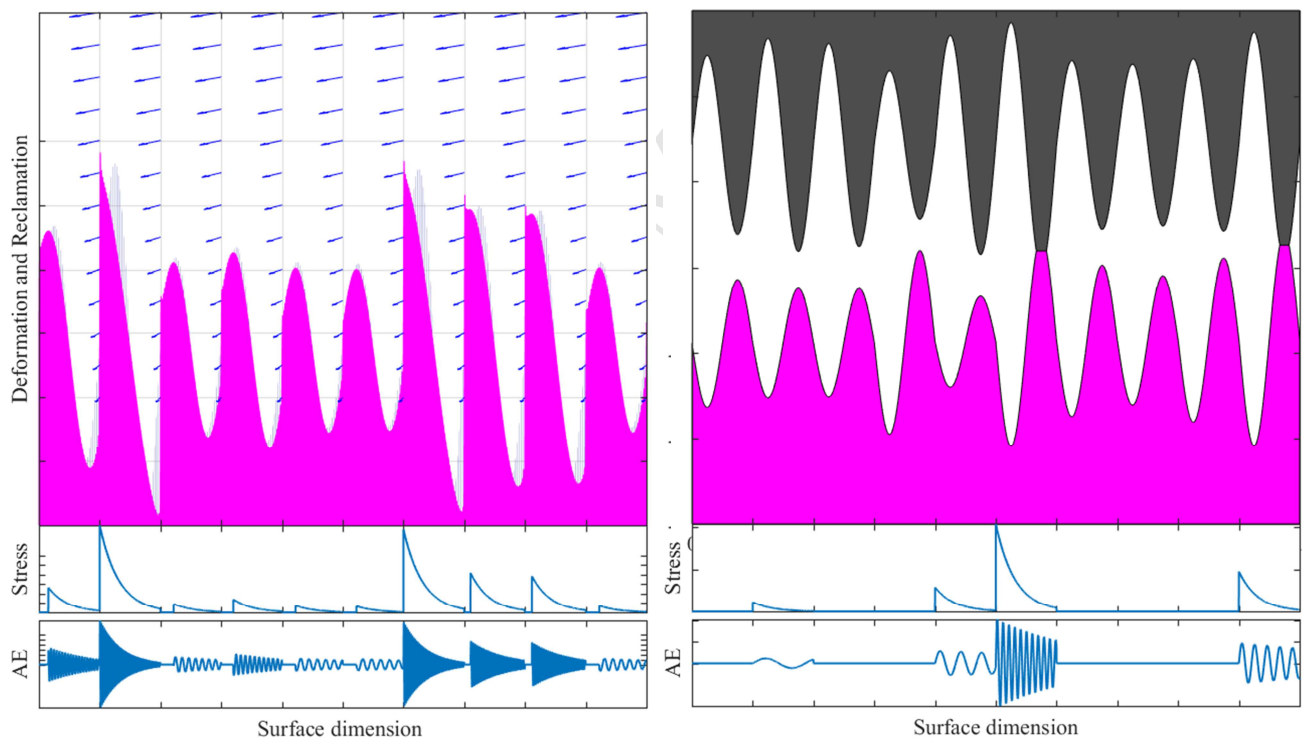 Deformation and Reclamation
Stress
AE
Surface dimension
Stress
AE
Surface dimension